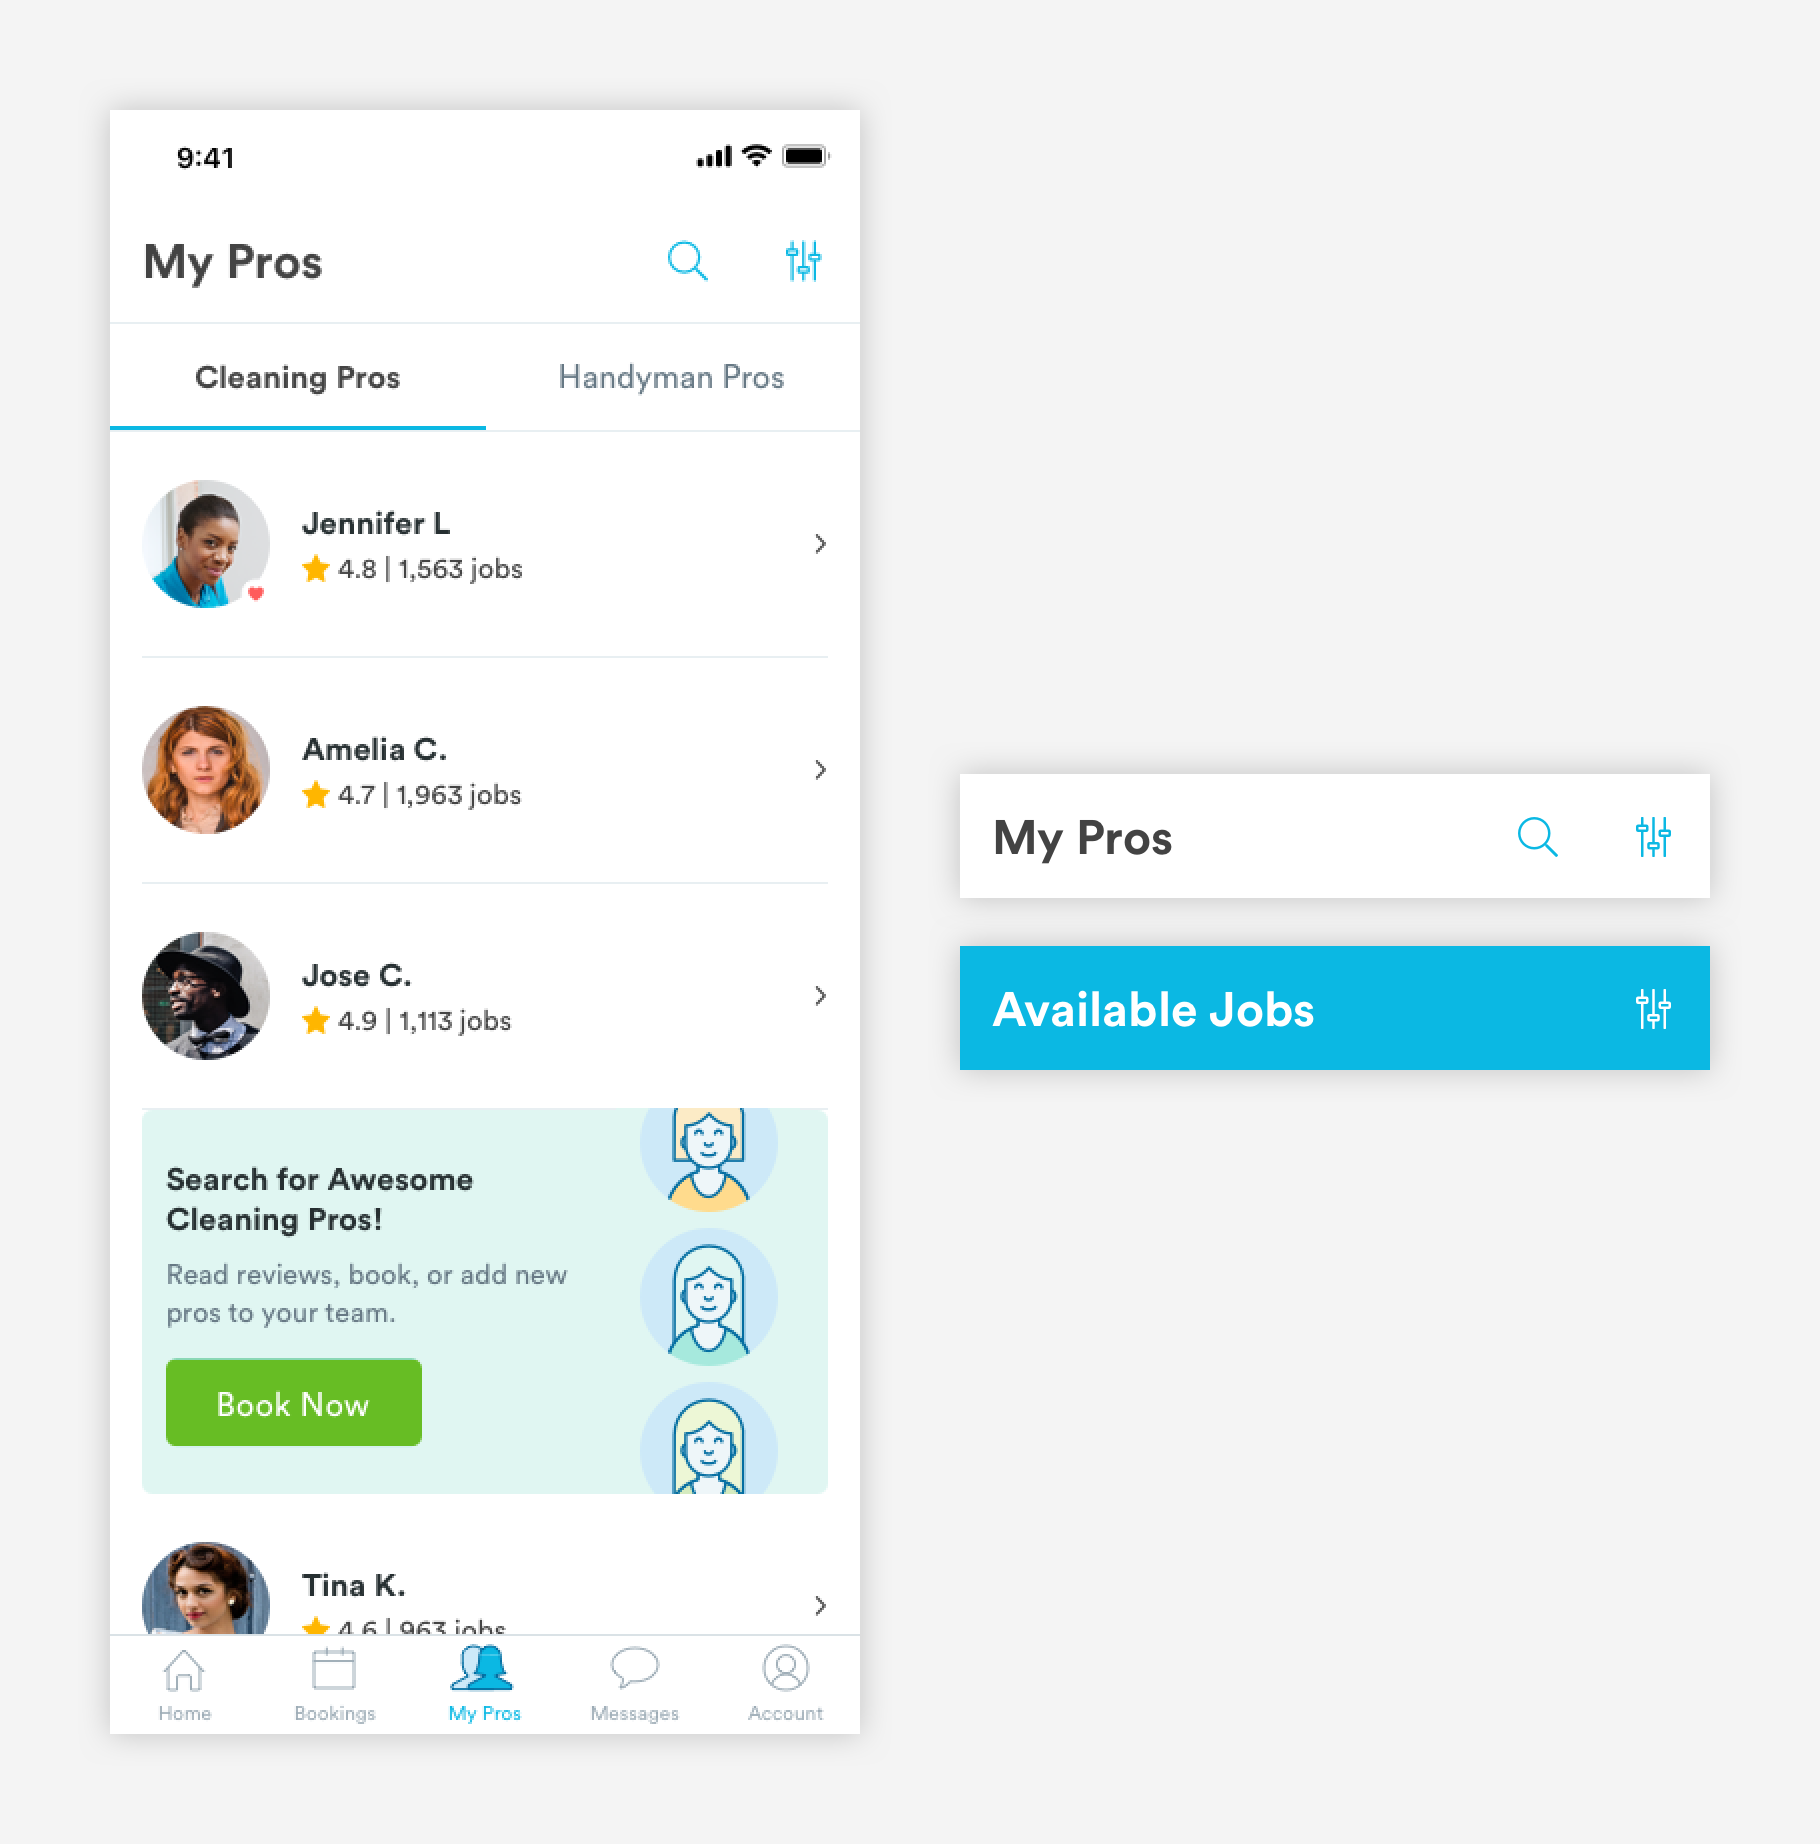 9:41
My Pros
Cleaning Pros
Handyman Pros
Jennifer L
4.8 | 1,563 jobs
Amelia C.
4.7 | 1,963 jobs
Jose C.
4.9 | 1,113 jobs
Search for Awesome
Cleaning Pros!
Read reviews, book, or add new
pros to your team.
Book Now
Tina K.
4.6 | 963 jobs
Home
Bookings
My Pros
Messages
Account
My Pros
Available Jobs